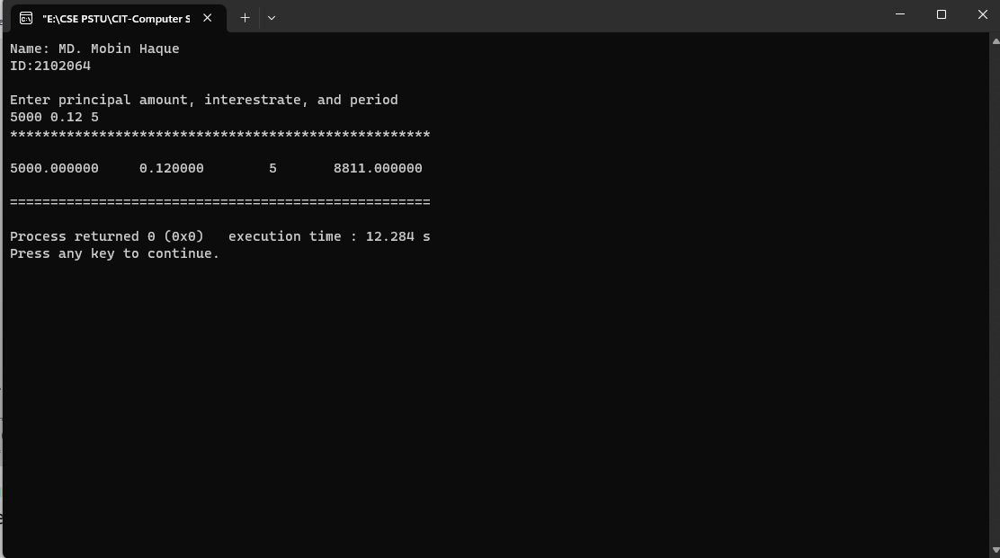 "E:\CSE PSTU\CIT-Computer S
Name: MD. Mobin Haque
ID:2102064
Enter principal amount, interestrate, and period
5000 0.12 5
****************************************************
5000.000000     0.120000        5       8811.000000
====================================================
Process returned 0 (0x0)   execution time : 12.284 s
Press any key to continue.